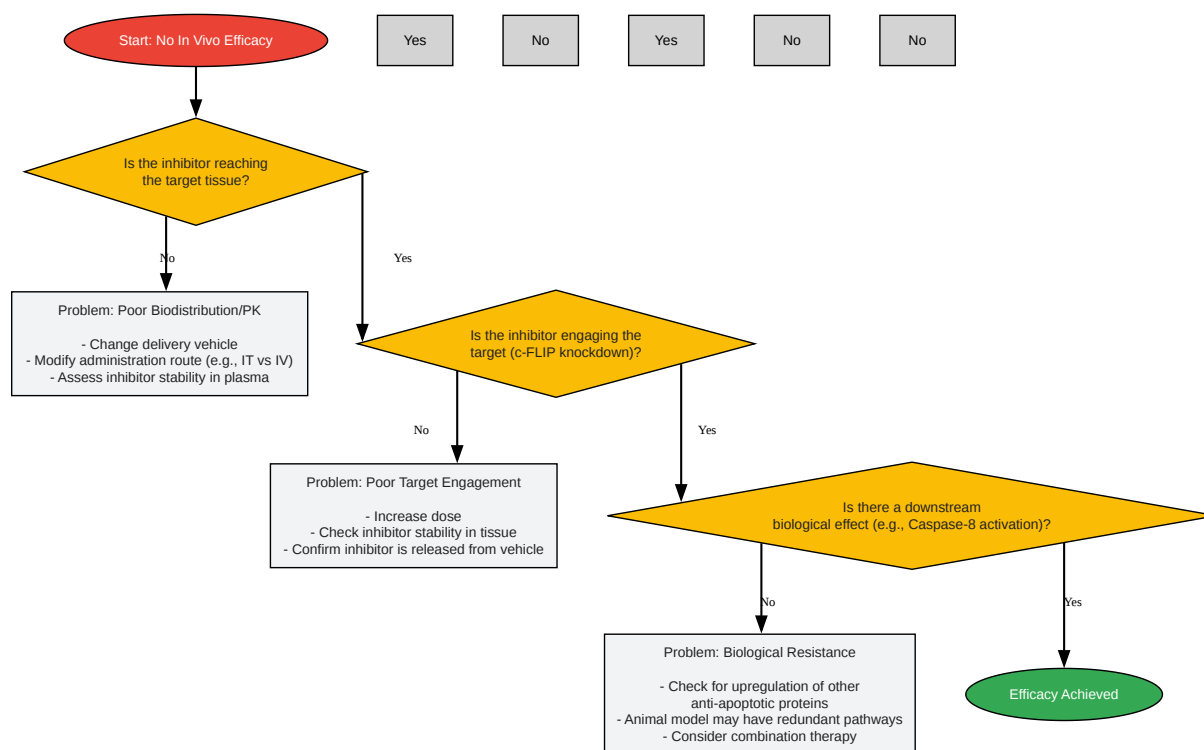 Start: No In Vivo Efficacy
Yes
No
Yes
No
No
Is the inhibitor reaching
the target tissue?
No
Yes
Problem: Poor Biodistribution/PK
- Change delivery vehicle
- Modify administration route (e.g., IT vs IV)
- Assess inhibitor stability in plasma
Is the inhibitor engaging the
target (c-FLIP knockdown)?
No
Yes
Problem: Poor Target Engagement
- Increase dose
- Check inhibitor stability in tissue
- Confirm inhibitor is released from vehicle
Is there a downstream
biological effect (e.g., Caspase-8 activation)?
No
Yes
Problem: Biological Resistance
- Check for upregulation of other
anti-apoptotic proteins
- Animal model may have redundant pathways
- Consider combination therapy
Efficacy Achieved